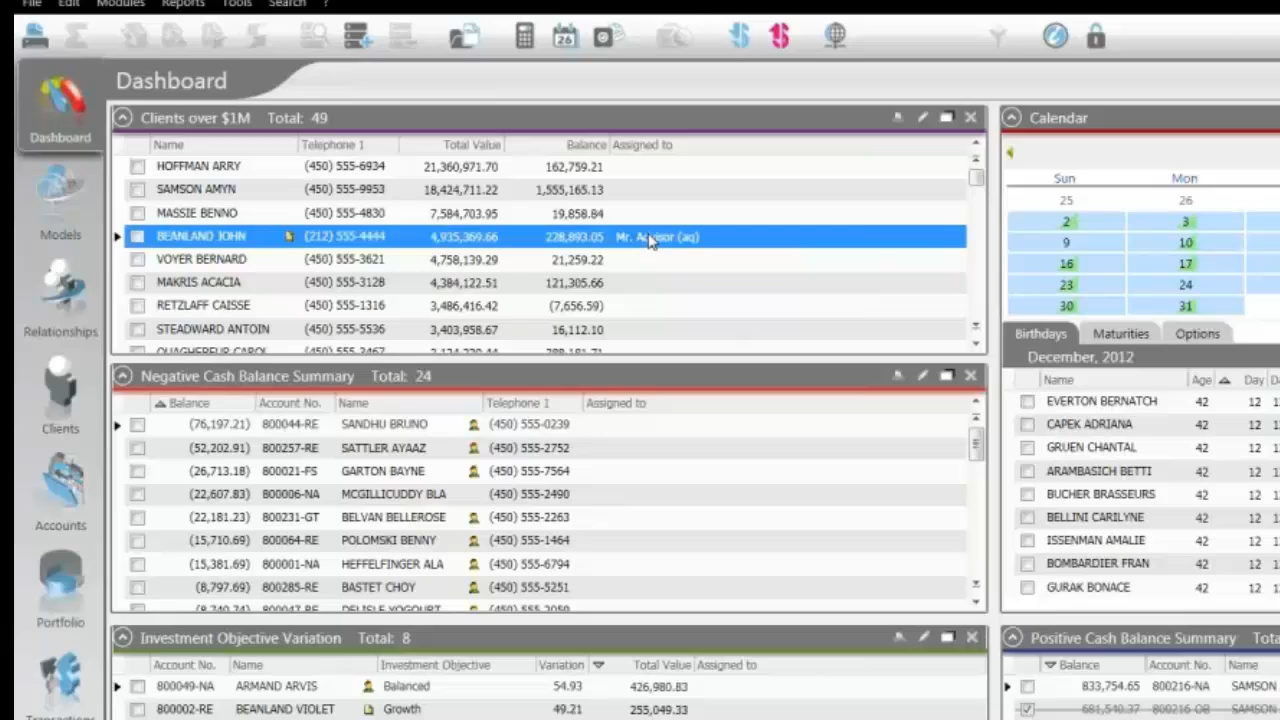 File Edit Modules Reports Tools Search ?
26
Dashboard
Dashboard
Models
Relationships
Clients
Accounts
Portfolio
Transactions
Clients over $1M Total: 49
Name Telephone 1 Total Value Balance Assigned to
HOFFMAN ARRY (450) 555-6934 21,360,971.70 162,759.21
SAMSON AMYN (450) 555-9953 18,424,711.22 1,555,165.13
MASSIE BENNO (450) 555-4830 7,584,703.95 19,858.84
BEANLAND JOHN (212) 555-4444 4,935,369.66 228,893.05 Mr. Advisor (aq)
VOYER BERNARD (450) 555-3621 4,758,139.29 21,259.22
MAKRIS ACACIA (450) 555-3128 4,384,122.51 121,305.66
RETZLAFF CAISSE (450) 555-1316 3,486,416.42 (7,656.59)
STEADWARD ANTOIN (450) 555-5536 3,403,958.67 16,112.10
Negative Cash Balance Summary Total: 24
Balance Account No. Name Telephone 1 Assigned to
(76,197.21) 800044-RE SANDHU BRUNO (450) 555-0239
(52,202.91) 800257-RE SATTLER AYAAZ (450) 555-2752
(26,713.18) 800021-FS GARTON BAYNE (450) 555-7564
(22,607.83) 800006-NA MCGILLICUDDY BLA (450) 555-2490
(22,181.23) 800231-GT BELVAN BELLEROSE (450) 555-2263
(15,710.69) 800064-RE POLOMSKI BENNY (450) 555-1464
(15,381.69) 800001-NA HEFFELFINGER ALA (450) 555-6794
(8,797.69) 800285-RE BASTET CHOY (450) 555-5251
Investment Objective Variation Total: 8
Account No. Name Investment Objective Variation Total Value Assigned to
800049-NA ARMAND ARVIS Balanced 54.93 426,980.83
800002-RE BEANLAND VIOLET Growth 49.21 255,049.33
Calendar
Sun Mon
25 26
2 3
9 10
16 17
23 24
30 31
Birthdays Maturities Options
December, 2012
Name Age Day
EVERTON BERNATCH 42 12
CAPEK ADRIANA 42 12
GRUEN CHANTAL 42 12
ARAMBASICH BETTI 42 12
BUCHER BRASSEURS 42 12
BELLINI CARILYNE 42 12
ISSENMAN AMALIE 42 12
BOMBARDIER FRAN 42 12
GURAK BONACE 42 12
Positive Cash Balance Summary
Balance Account No. Name
833,754.65 800216-NA SAMSON
681,540.37 800216-OB SAMSON